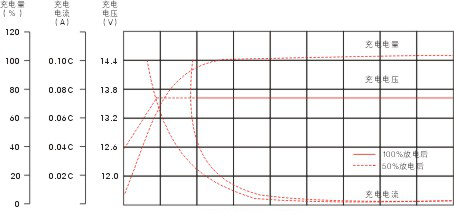 充电量 充电 充电
(%) 电流 电压
(A) (V)
120
100 0.10C 14.4
80 0.08C 13.8
60 0.06C 13.2
40 0.04C 12.6
20 0.02C 12.0
0
充电电量
充电电压
100%放电后
50%放电后
充电电流